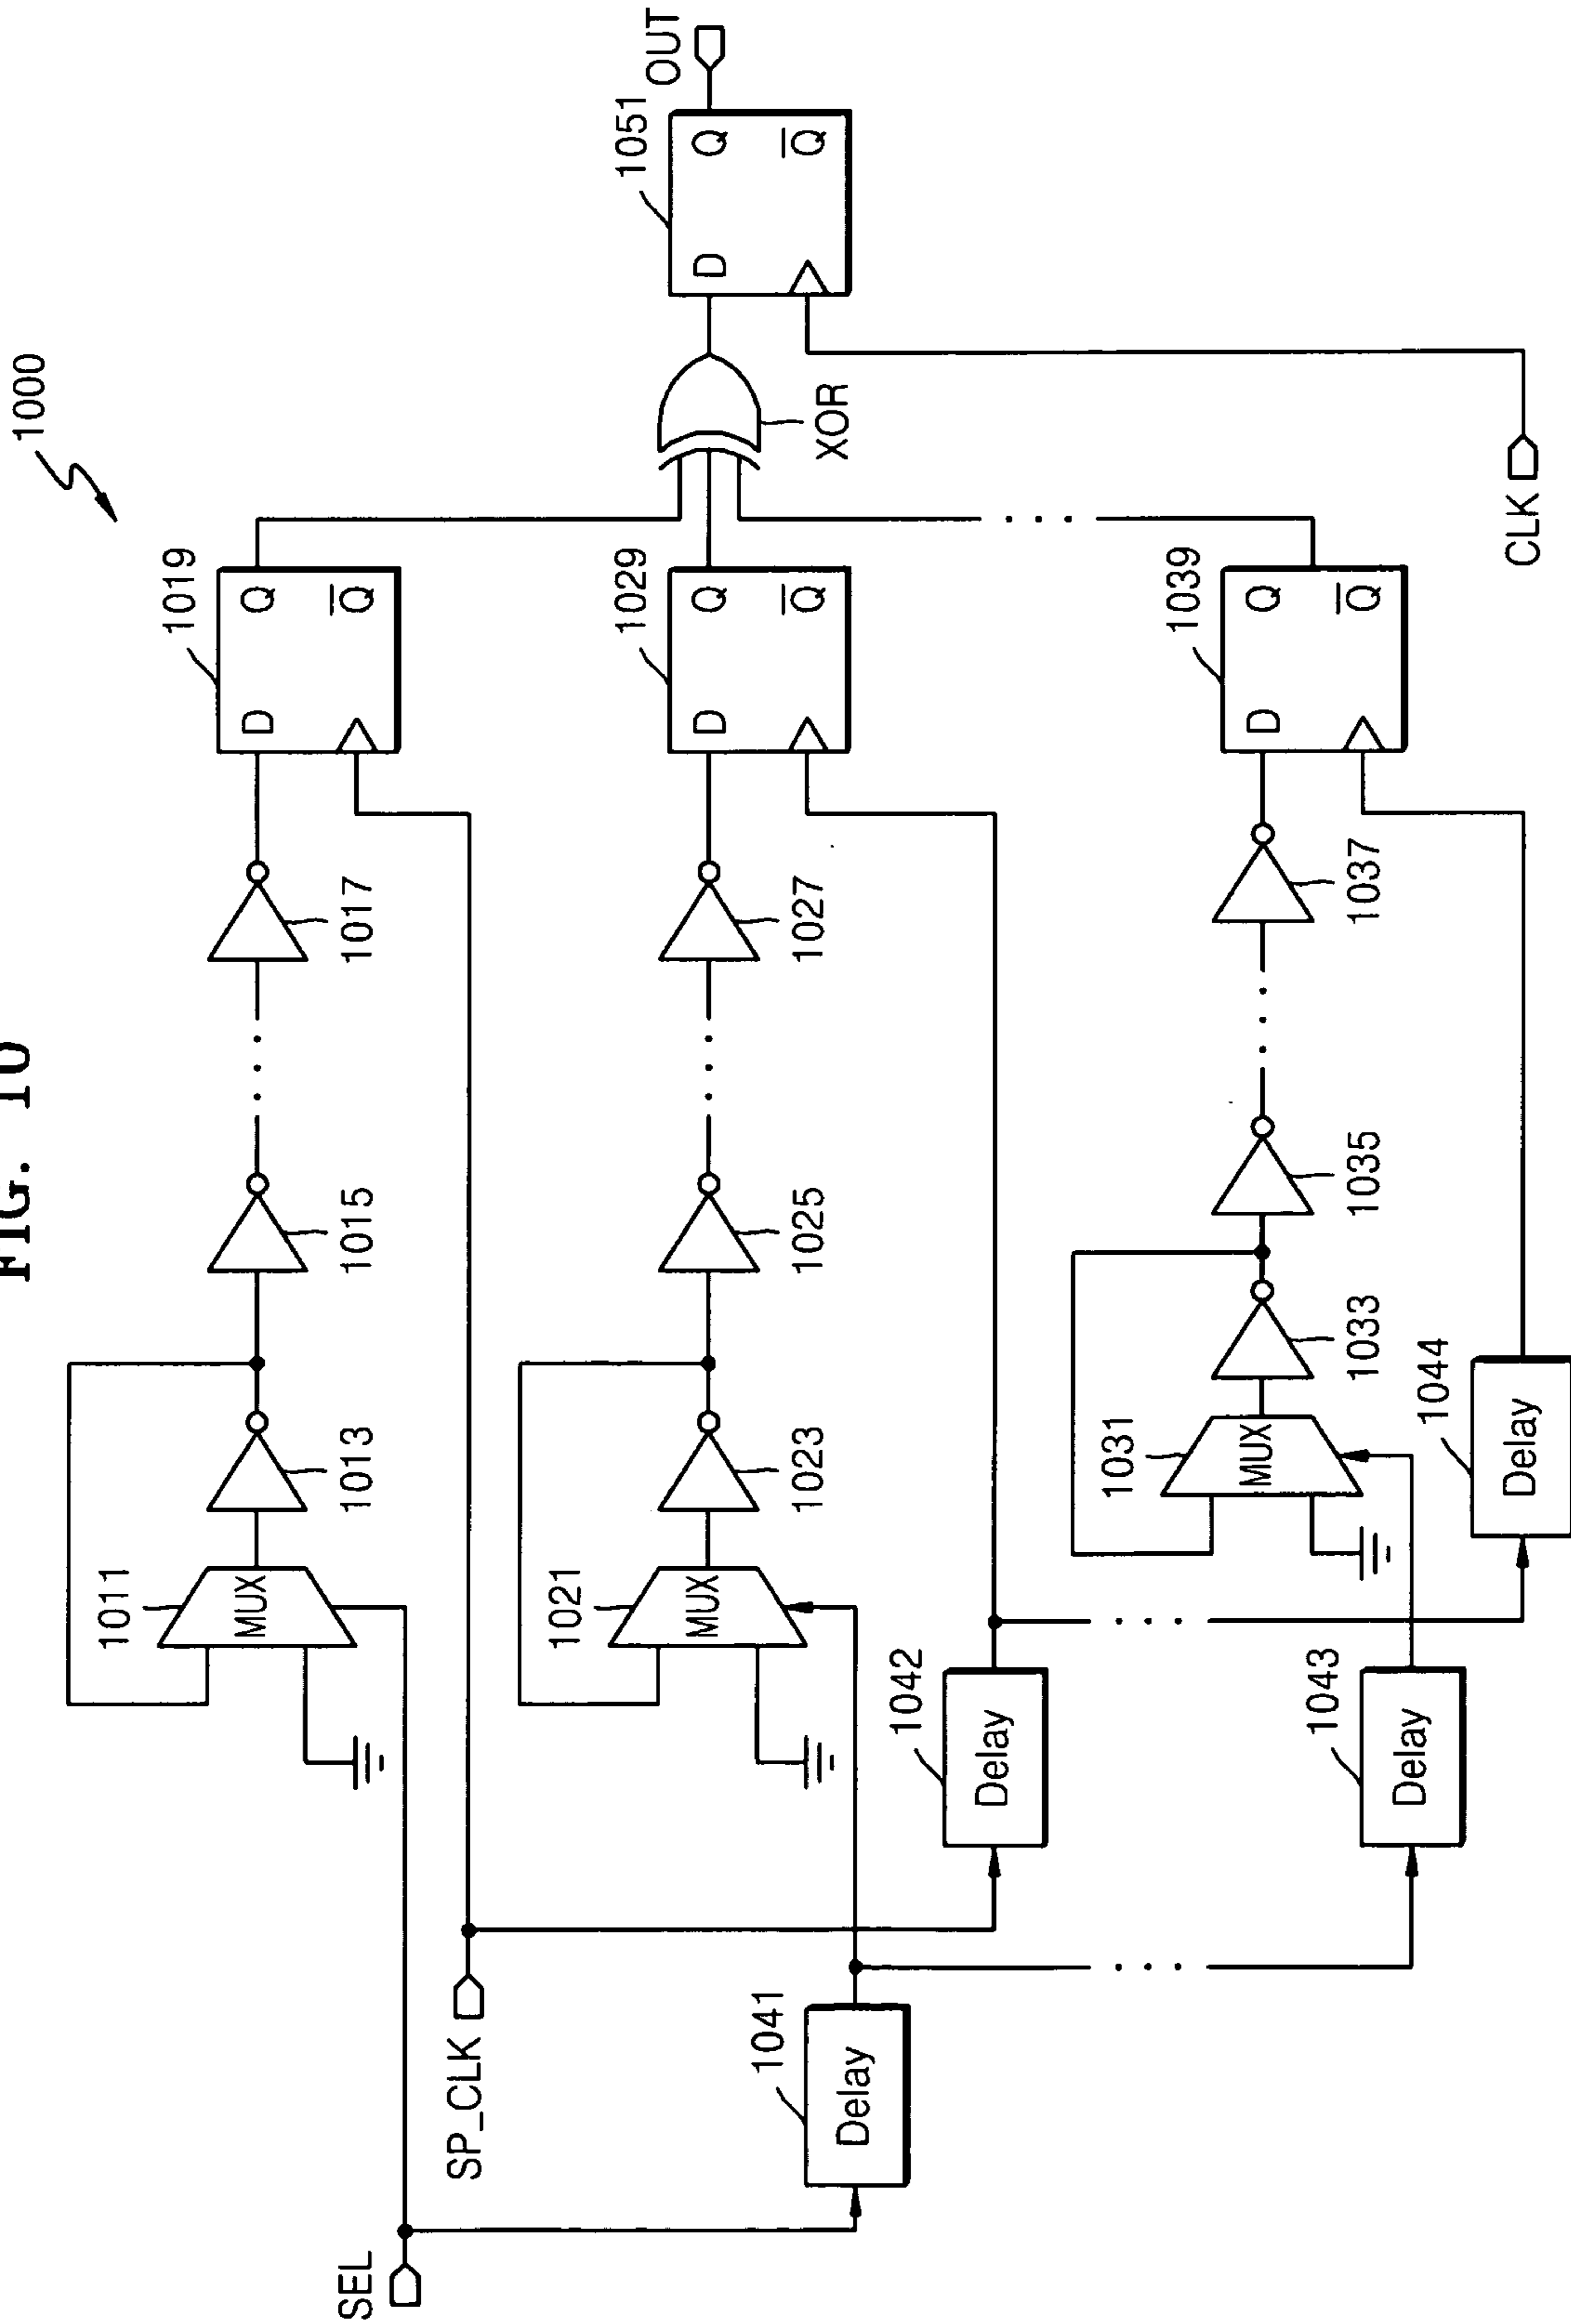 FIG. 10
1000
1011
MUX
1013
1015
1017
1019
D
Q
Q
SEL
SP_CLK
1021
MUX
1023
1025
1027
1029
D
Q
Q
XOR
1051
D
Q
Q
OUT
1041
Delay
1042
Delay
1031
MUX
1033
1035
1037
1039
D
Q
Q
1043
Delay
1044
Delay
CLK